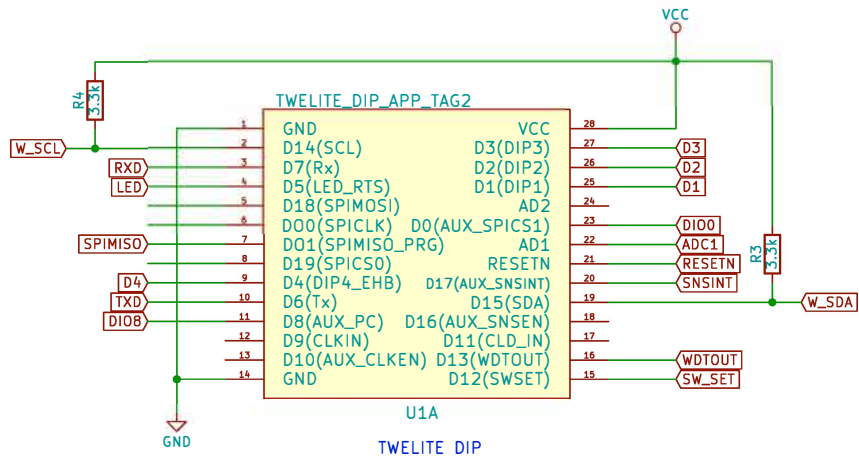 VCC
R4
3.3k
TWELITE_DIP_APP_TAG2
1 GND VCC 28
W_SCL 2 D14(SCL) D3(DIP3) 27 D3
RXD 3 D7(Rx) D2(DIP2) 26 D2
LED 4 D5(LED_RTS) D1(DIP1) 25 D1
5 D18(SPIMOSI) AD2 24
6 DO0(SPICLK) D0(AUX_SPICS1) 23 DIO0
SPIMISO 7 DO1(SPIMISO_PRG) AD1 22 ADC1
8 D19(SPICS0) RESETN 21 RESETN
R3
3.3k
D4 9 D4(DIP4_EHB) D17(AUX_SNSINT) 20 SNSINT
TXD 10 D6(Tx) D15(SDA) 19 W_SDA
DIO8 11 D8(AUX_PC) D16(AUX_SNSEN) 18
12 D9(CLKIN) D11(CLD_IN) 17
13 D10(AUX_CLKEN) D13(WDTOUT) 16 WDTOUT
14 GND D12(SWSET) 15 SW_SET
U1A
GND
TWELITE DIP